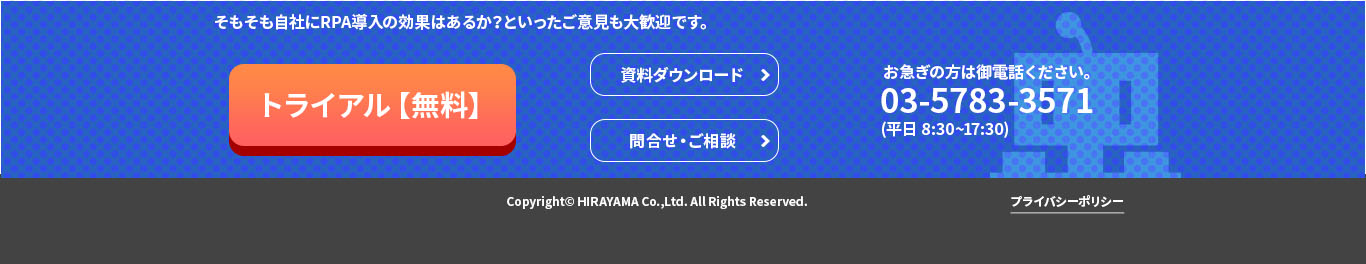 そもそも自社にRPA導入の効果はあるか？といったご意見も大歓迎です。
トライアル【無料】
資料ダウンロード
問合せ・ご相談
お急ぎの方は御電話ください。
03-5783-3571
(平日 8:30~17:30)
Copyright© HIRAYAMA Co.,Ltd. All Rights Reserved.
プライバシーポリシー